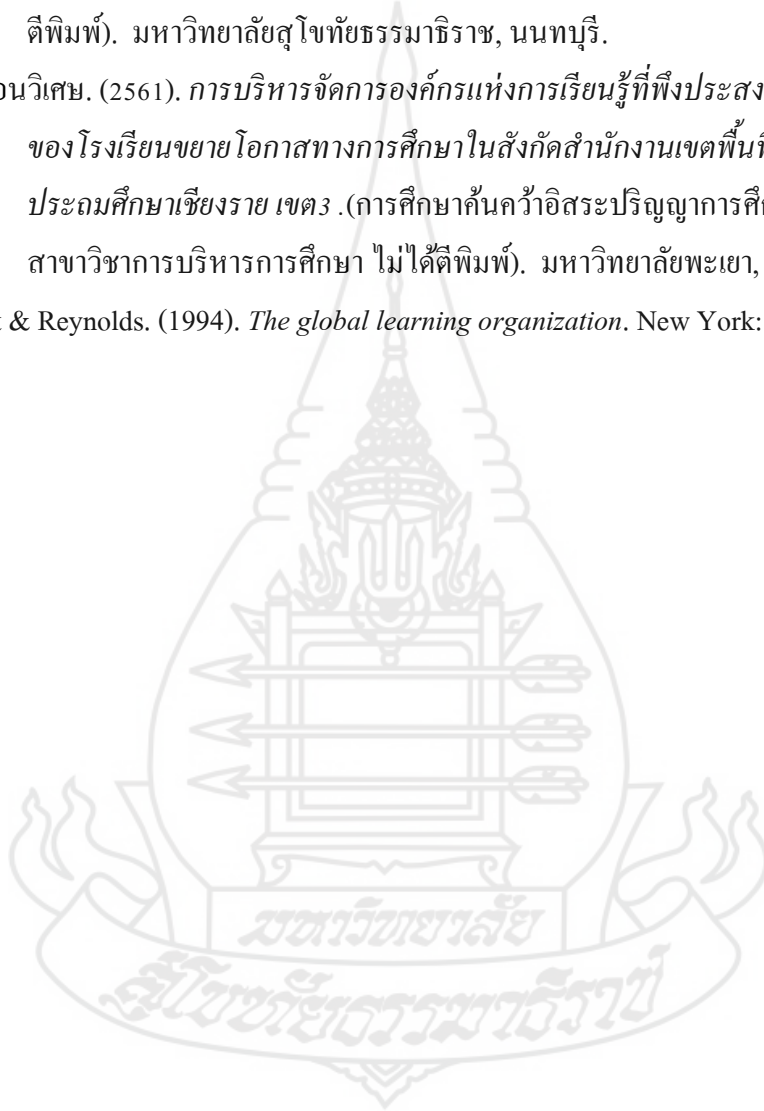 ตีพิมพ์). มหาวิทยาลัยสุโขทัยธรรมาธิราช, นนทบุรี.
อนวิเศษ. (2561). การบริหารจัดการองค์กรแห่งการเรียนรู้ที่พึงประสง
ของโรงเรียนขยายโอกาสทางการศึกษาในสังกัดสำนักงานเขตพื้นที
ประถมศึกษาเชียงราย เขต3 .(การศึกษาค้นคว้าอิสระปริญญาการศึก
สาขาวิชาการบริหารการศึกษา ไม่ได้ตีพิมพ์). มหาวิทยาลัยพะเยา,
& Reynolds. (1994). The global learning organization. New York:
มหาวิทยาลัย
สุโขทัยธรรมาธิราช